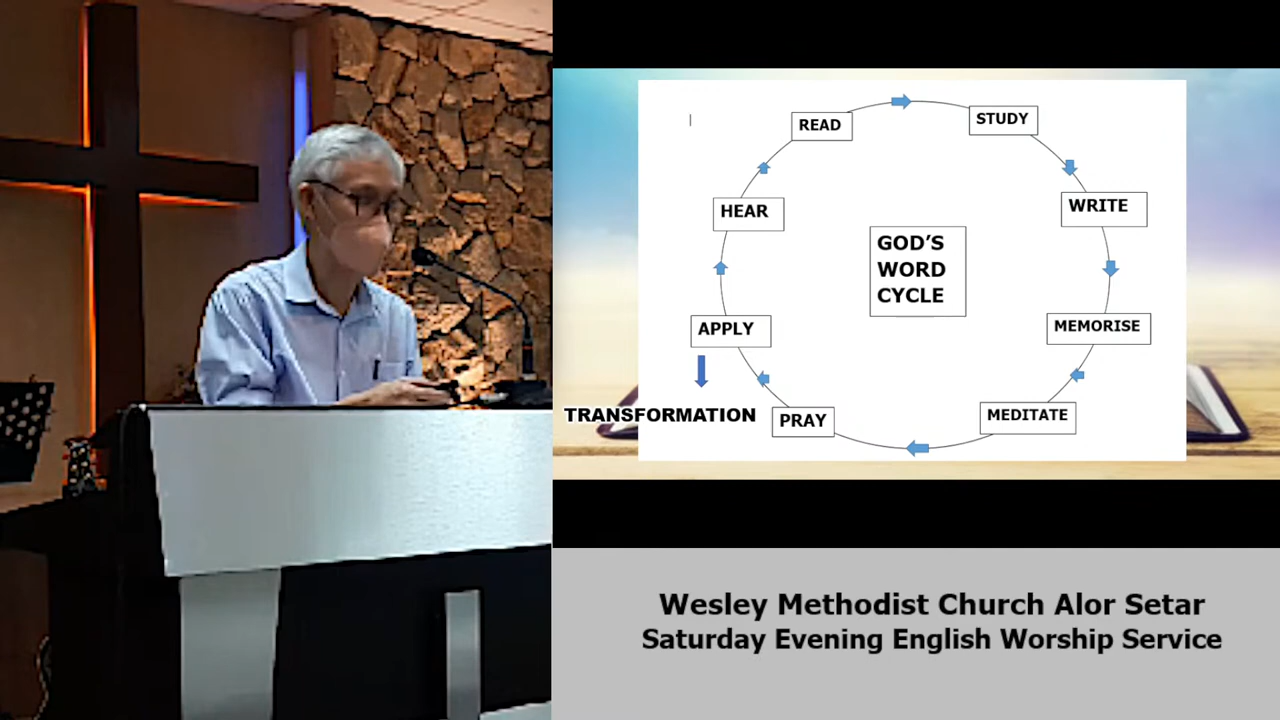 READ
STUDY
HEAR
WRITE
GOD'S
WORD
CYCLE
APPLY
MEMORISE
TRANSFORMATION
PRAY
MEDITATE
Wesley Methodist Church Alor Setar
Saturday Evening English Worship Service